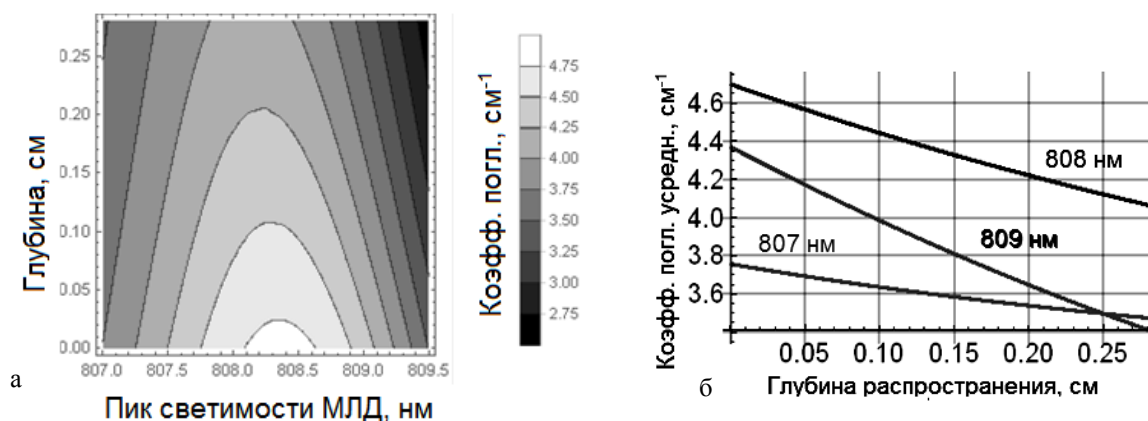 Глубина, см
0.25
0.20
0.15
0.10
0.05
0.00
807.0 807.5 808.0 808.5 809.0 809.5
Пик светимости МЛД, нм
а
Коэфф. погл., см-1
4.75
4.50
4.25
4.00
3.75
3.50
3.25
3.00
2.75
Коэфф. погл. усредн., см-1
4.6
4.4
4.2
4.0
3.8
3.6
808 нм
809 нм
807 нм
0.05 0.10 0.15 0.20 0.25
Глубина распространения, см
б